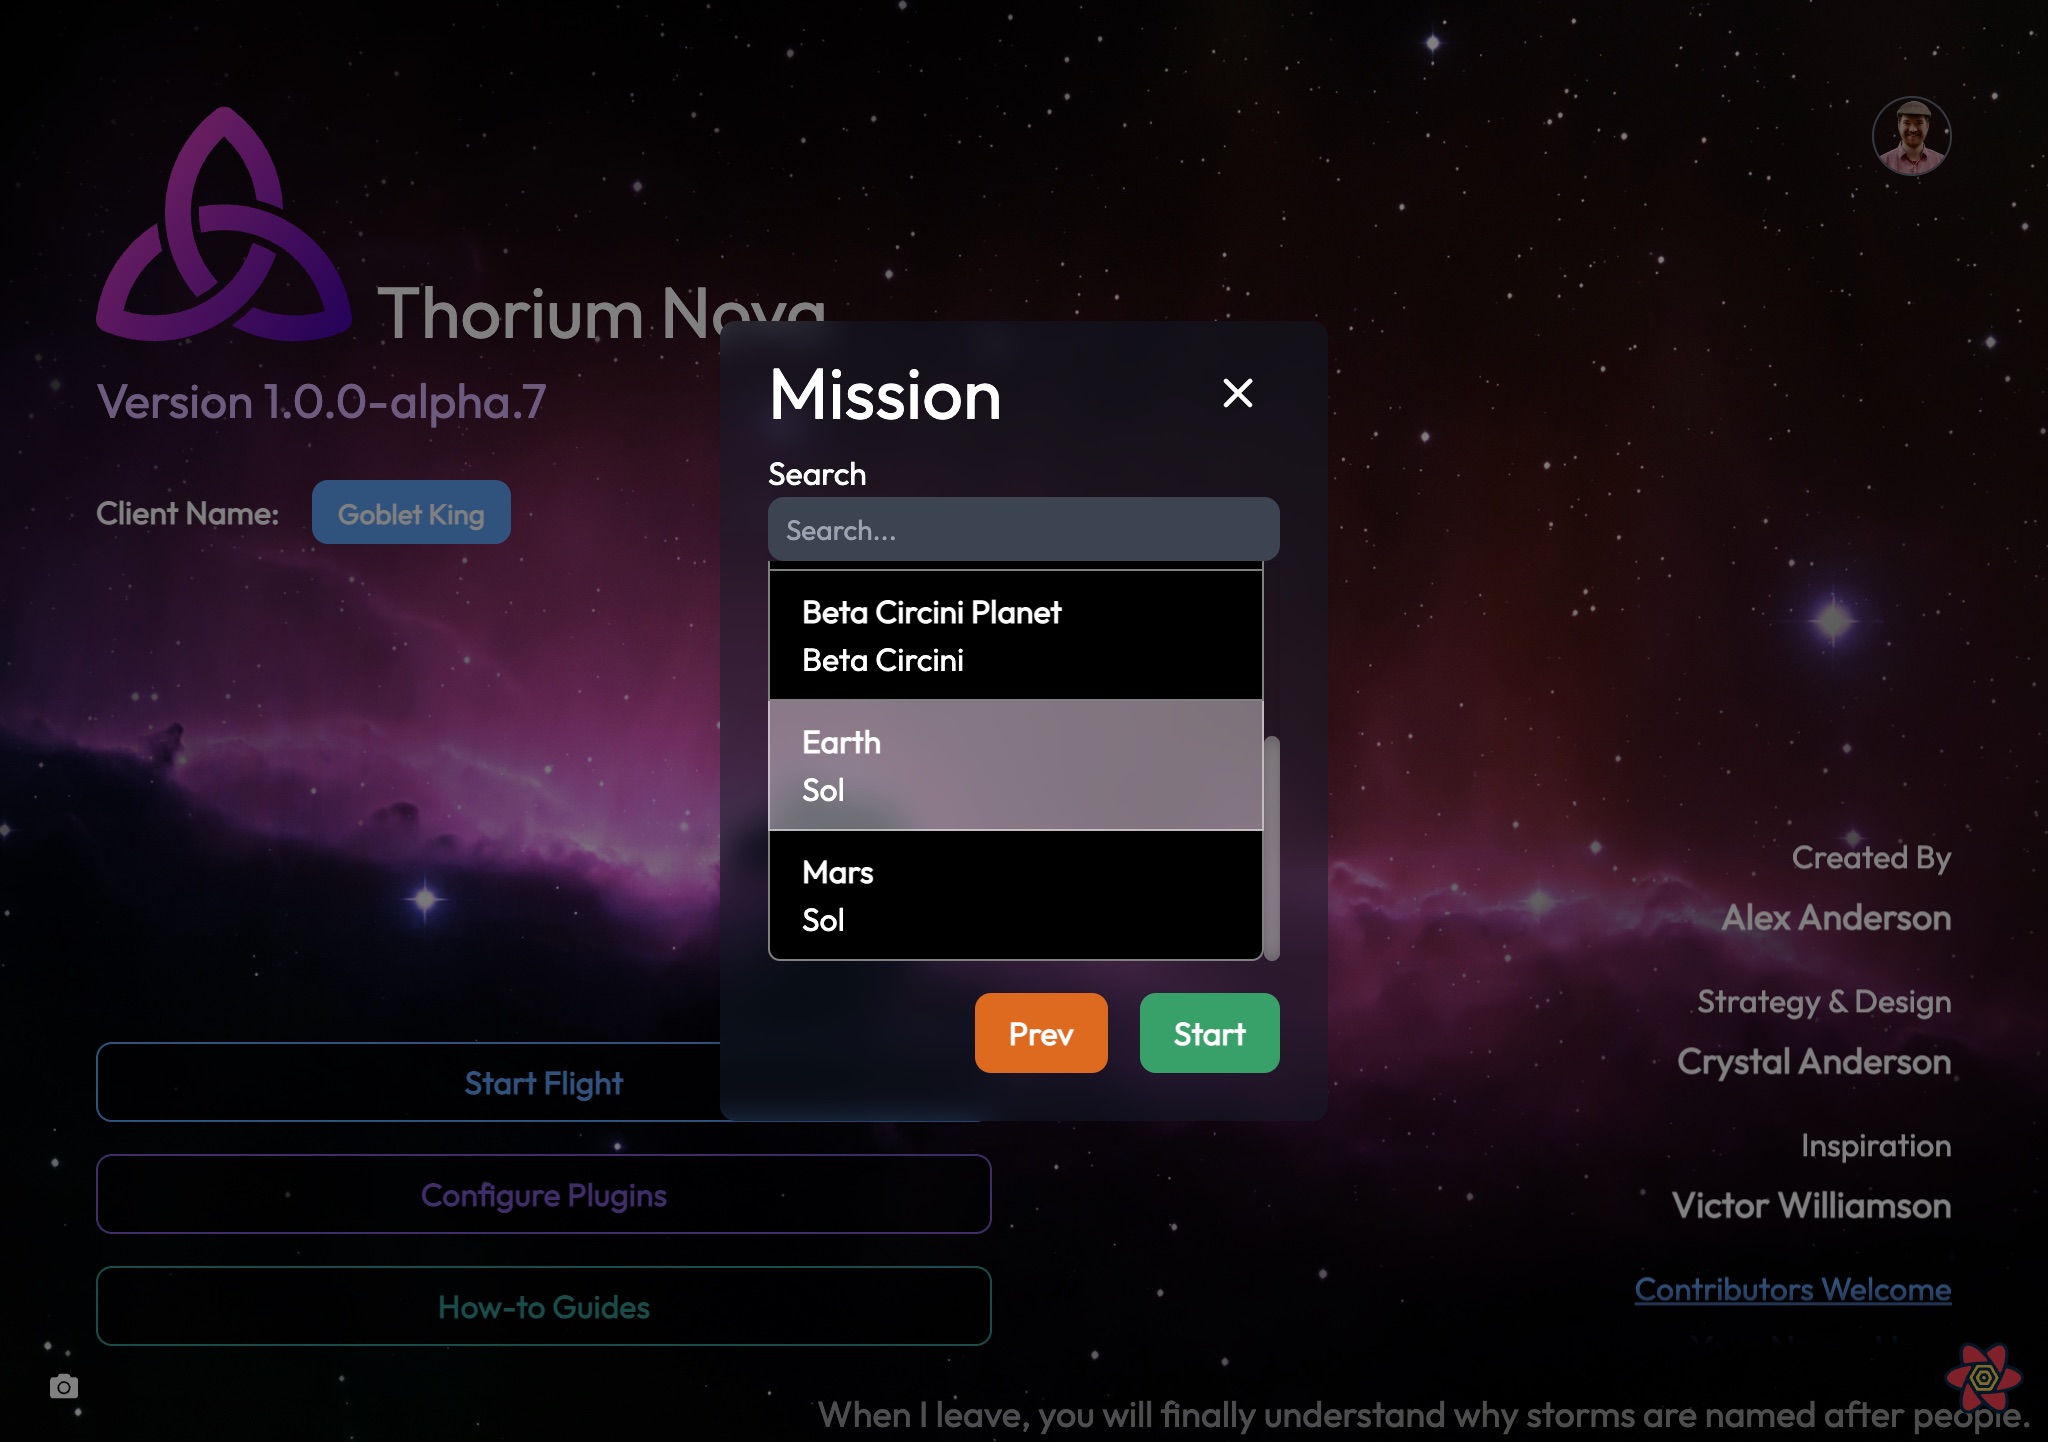 Thorium Nova
Version 1.0.0-alpha.7
Client Name:
Goblet King
Mission
Search
Search...
Beta Circini Planet
Beta Circini
Earth
Sol
Mars
Sol
Prev
Start
Start Flight
Configure Plugins
How-to Guides
Created By
Alex Anderson
Strategy & Design
Crystal Anderson
Inspiration
Victor Williamson
Contributors Welcome
When I leave, you will finally understand why storms are named after people.